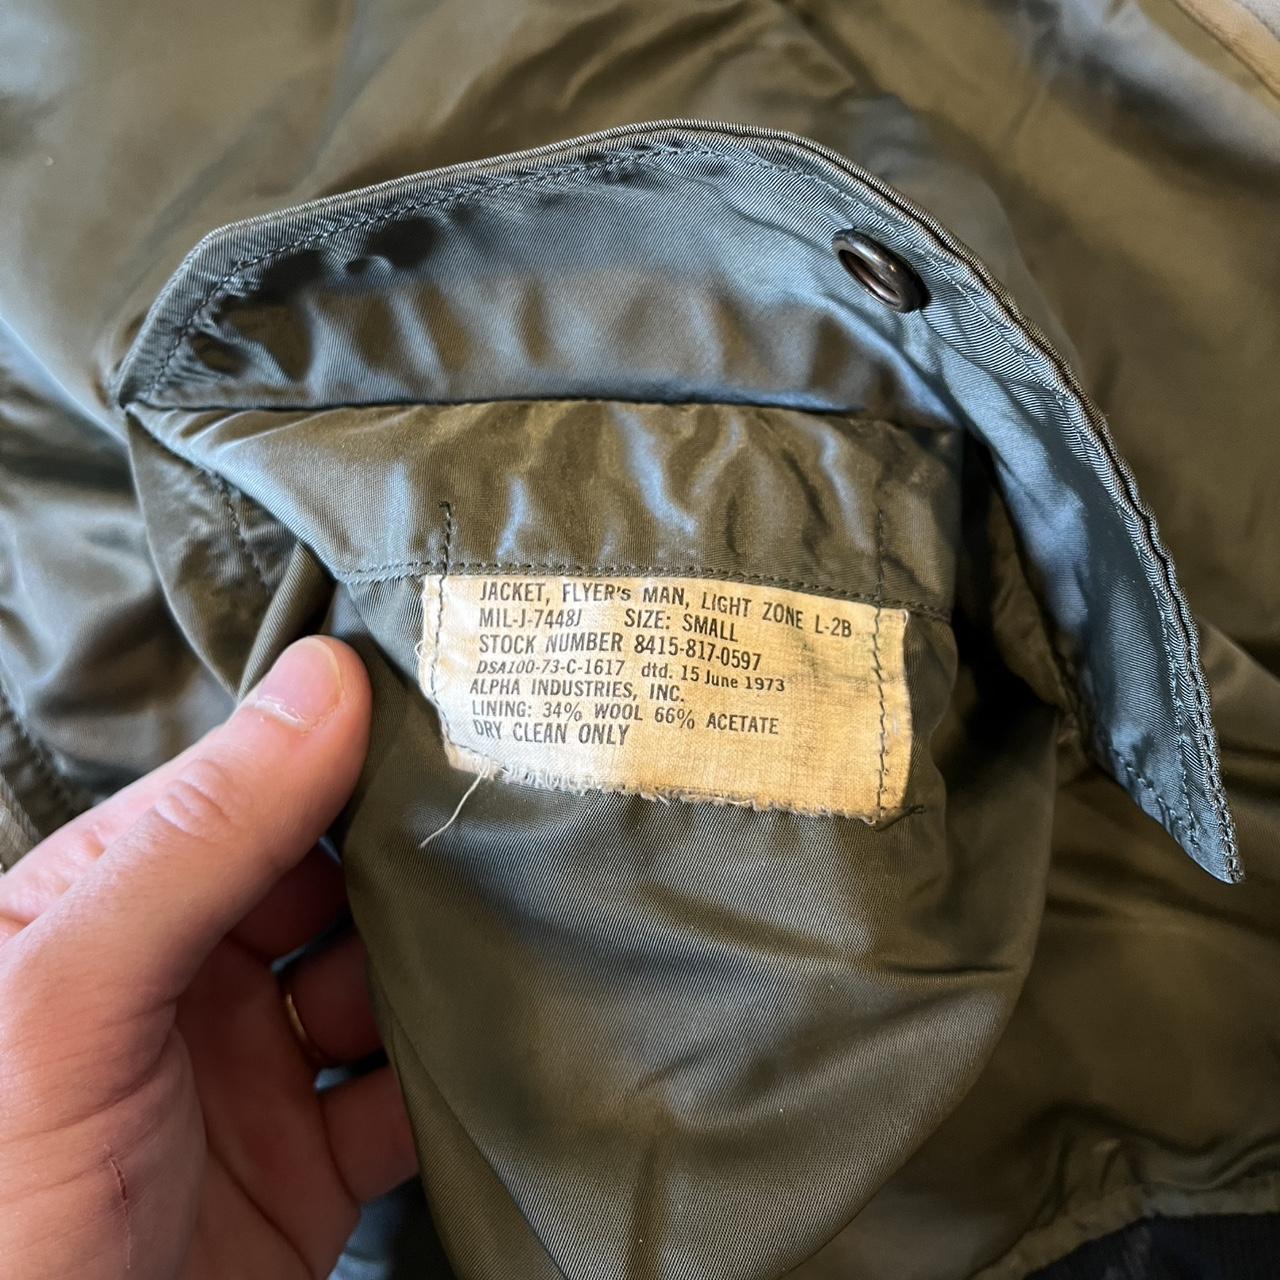 JACKET, FLYER's MAN, LIGHT ZONE L-2B
MIL-J-7448J SIZE: SMALL
STOCK NUMBER 8415-817-0597
DSA100-73-C-1617 dtd. 15 June 1973
ALPHA INDUSTRIES, INC.
LINING: 34% WOOL 66% ACETATE
DRY CLEAN ONLY